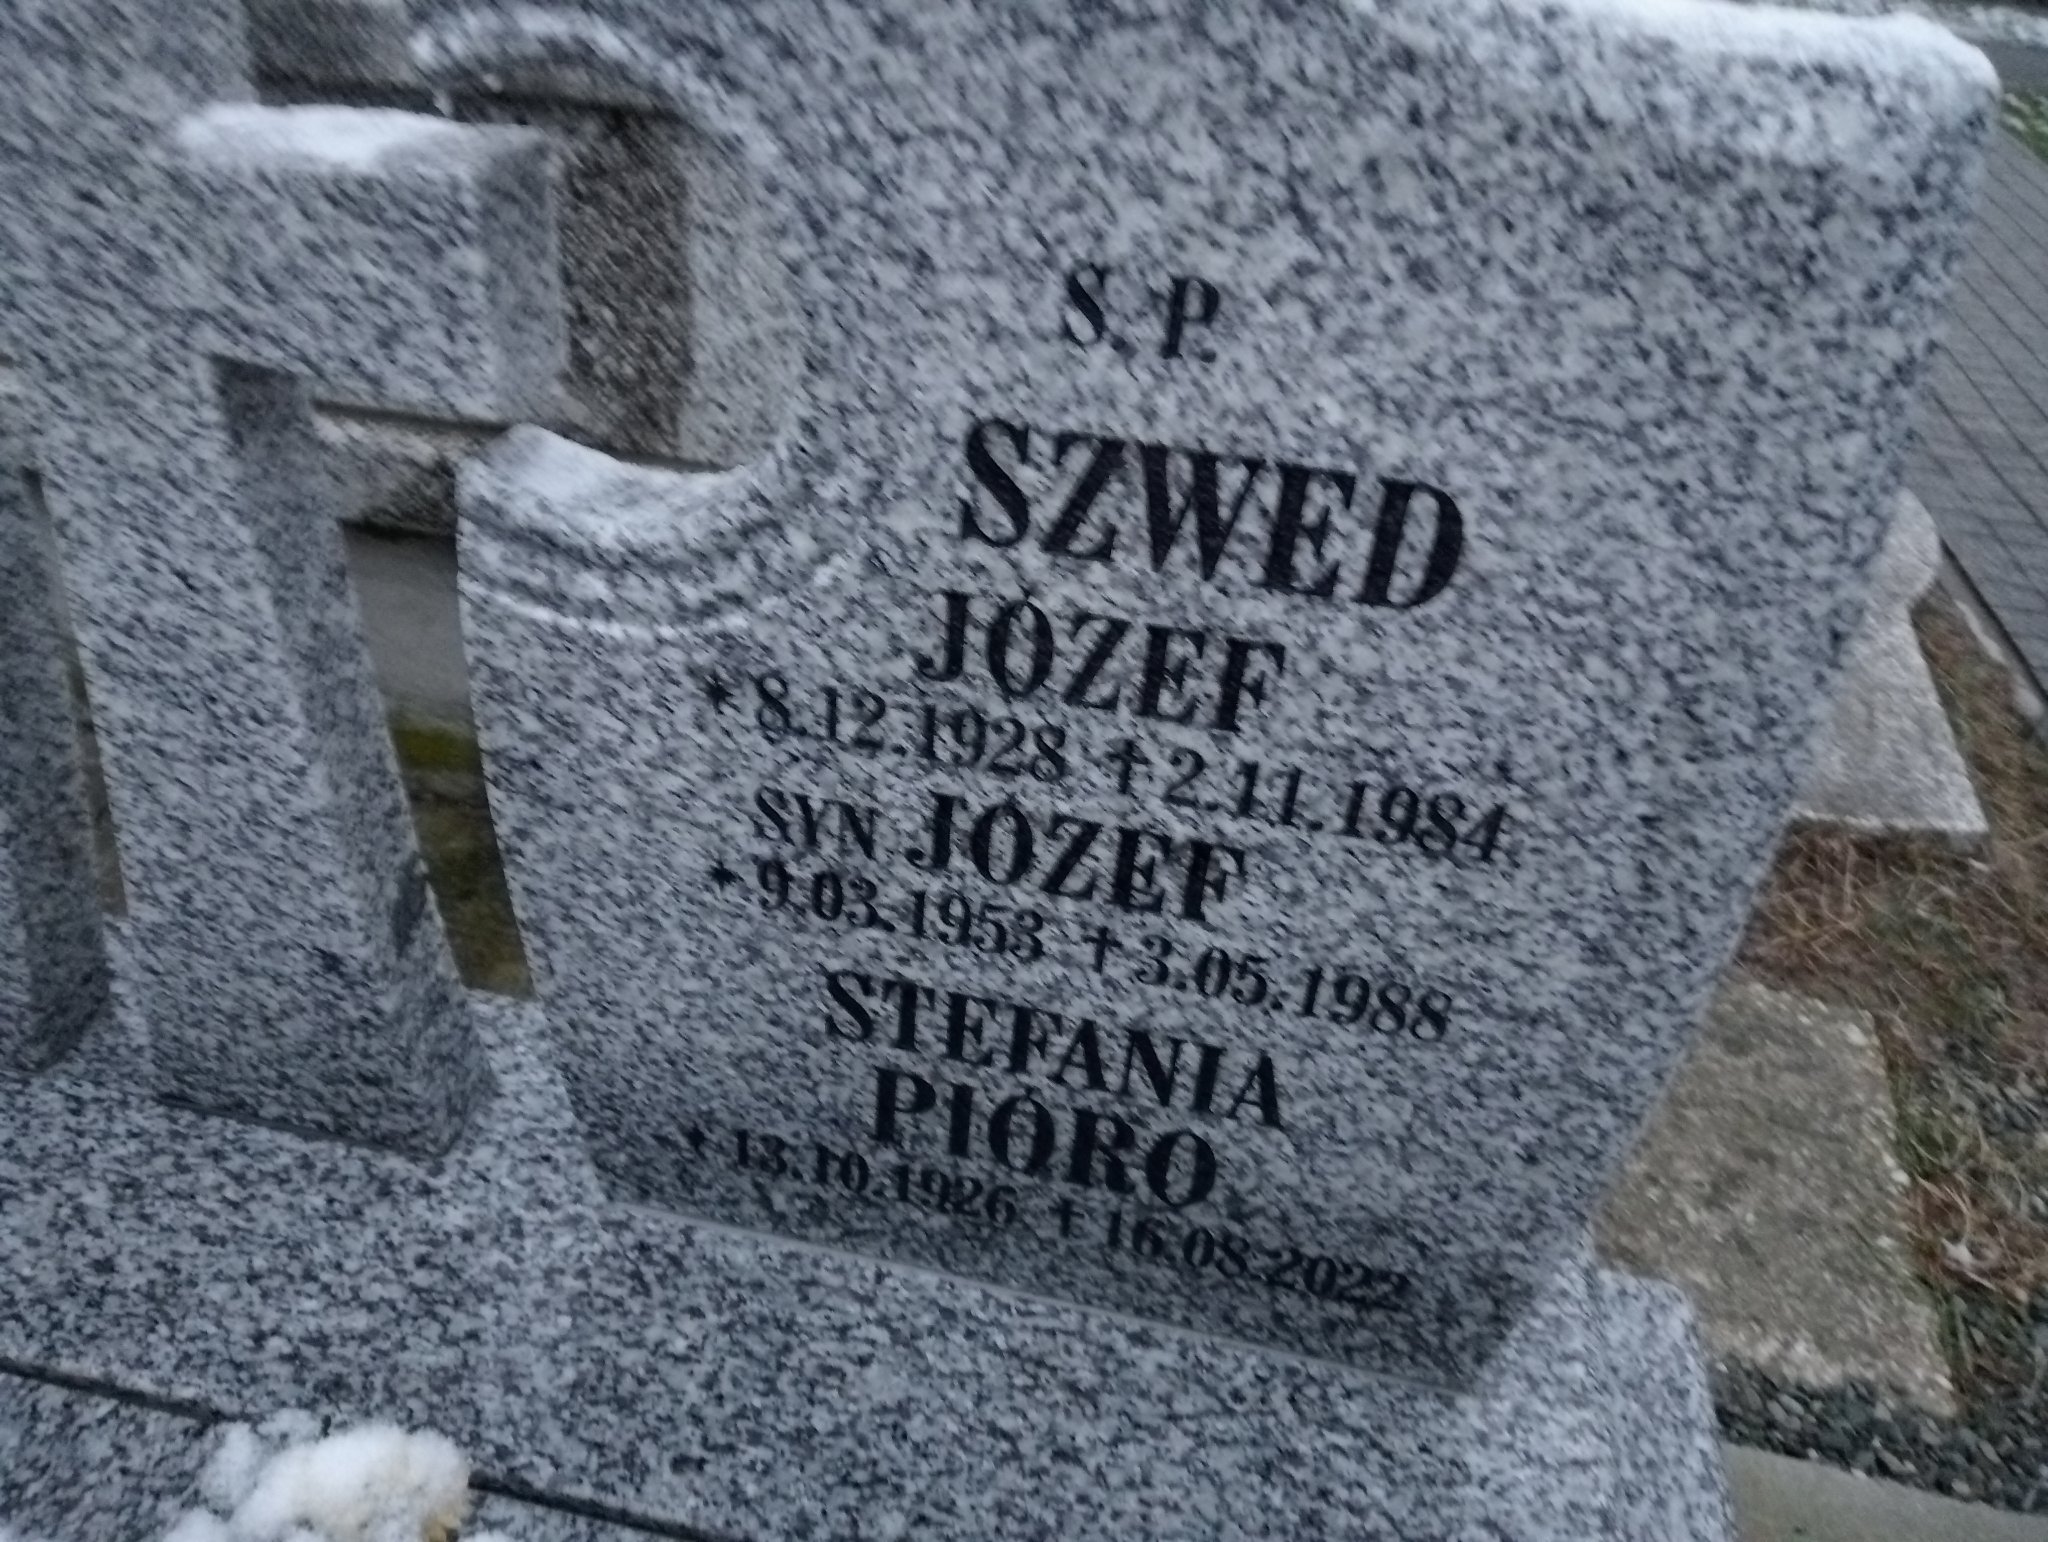 Ś. P.
SZWED
JÓZEF
* 8.12.1928 † 2.11.1984
SYN JÓZEF
* 9.03.1953 † 3.05.1988
STEFANIA
PIÓRO
* 13.10.1926 † 16.08.2022